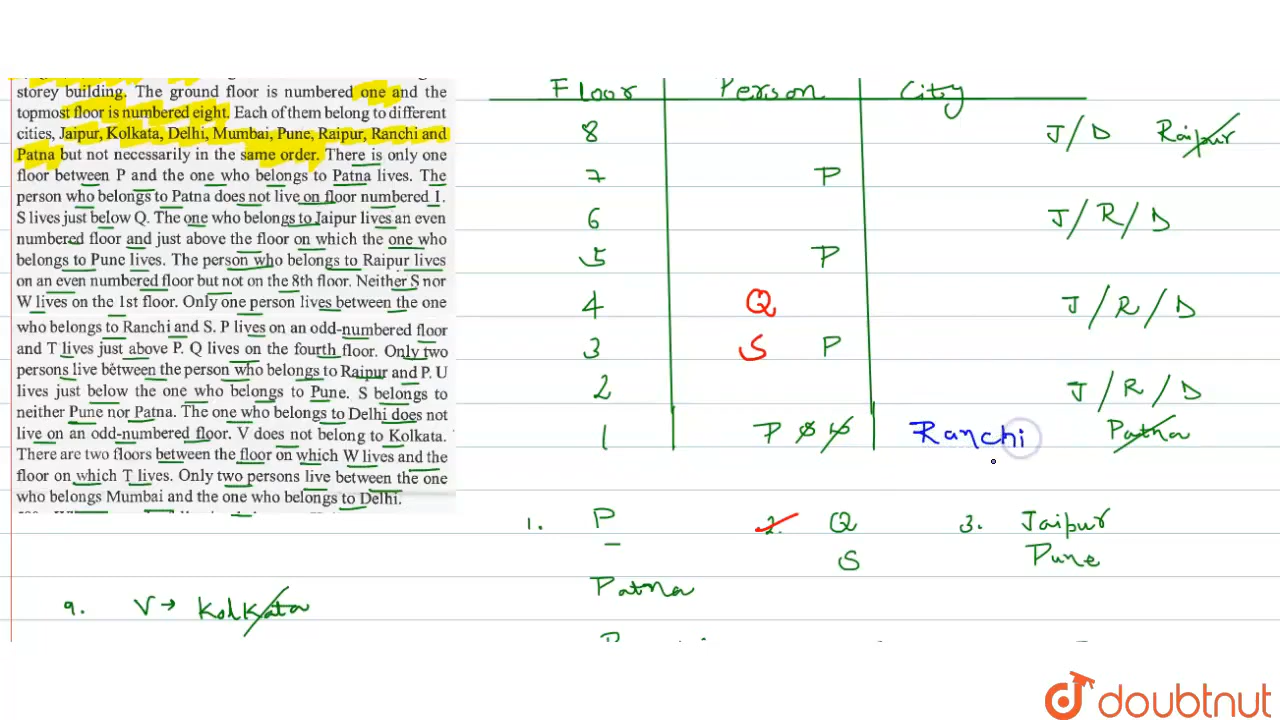 storey building. The ground floor is numbered one and the
topmost floor is numbered eight. Each of them belong to different
cities, Jaipur, Kolkata, Delhi, Mumbai, Pune, Raipur, Ranchi and
Patna but not necessarily in the same order. There is only one
floor between P and the one who belongs to Patna lives. The
person who belongs to Patna does not live on floor numbered 1.
S lives just below Q. The one who belongs to Jaipur lives an even
numbered floor and just above the floor on which the one who
belongs to Pune lives. The person who belongs to Raipur lives
on an even numbered floor but not on the 8th floor. Neither S nor
W lives on the 1st floor. Only one person lives between the one
who belongs to Ranchi and S. P lives on an odd-numbered floor
and T lives just above P. Q lives on the fourth floor. Only two
persons live between the person who belongs to Raipur and P. U
lives just below the one who belongs to Pune. S belongs to
neither Pune nor Patna. The one who belongs to Delhi does not
live on an odd-numbered floor. V does not belong to Kolkata.
There are two floors between the floor on which W lives and the
floor on which T lives. Only two persons live between the one
who belongs Mumbai and the one who belongs to Delhi.
Floor Person City
8 J/D Raipur
7 P
6 J/R/D
5 P
4 Q J/R/D
3 S P
2 J/R/D
1 P S W Ranchi Patna
1. P 2. Q 3. Jaipur
S Pune
Patna
9. V → Kolkata
doubtnut